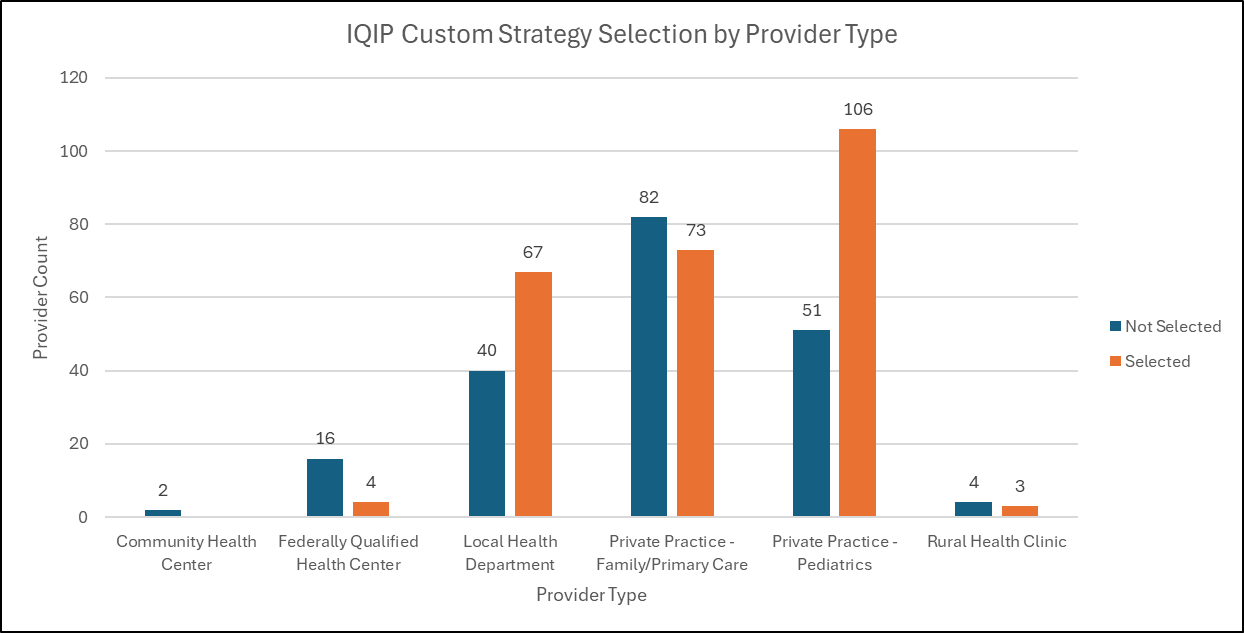 IQIP Custom Strategy Selection by Provider Type
120
100
80
60
40
20
0
Provider Count
2
16
4
40
67
82
73
51
106
4
3
Community Health
Center
Federally Qualified
Health Center
Local Health
Department
Private Practice -
Family/Primary Care
Private Practice -
Pediatrics
Rural Health Clinic
Provider Type
Not Selected
Selected